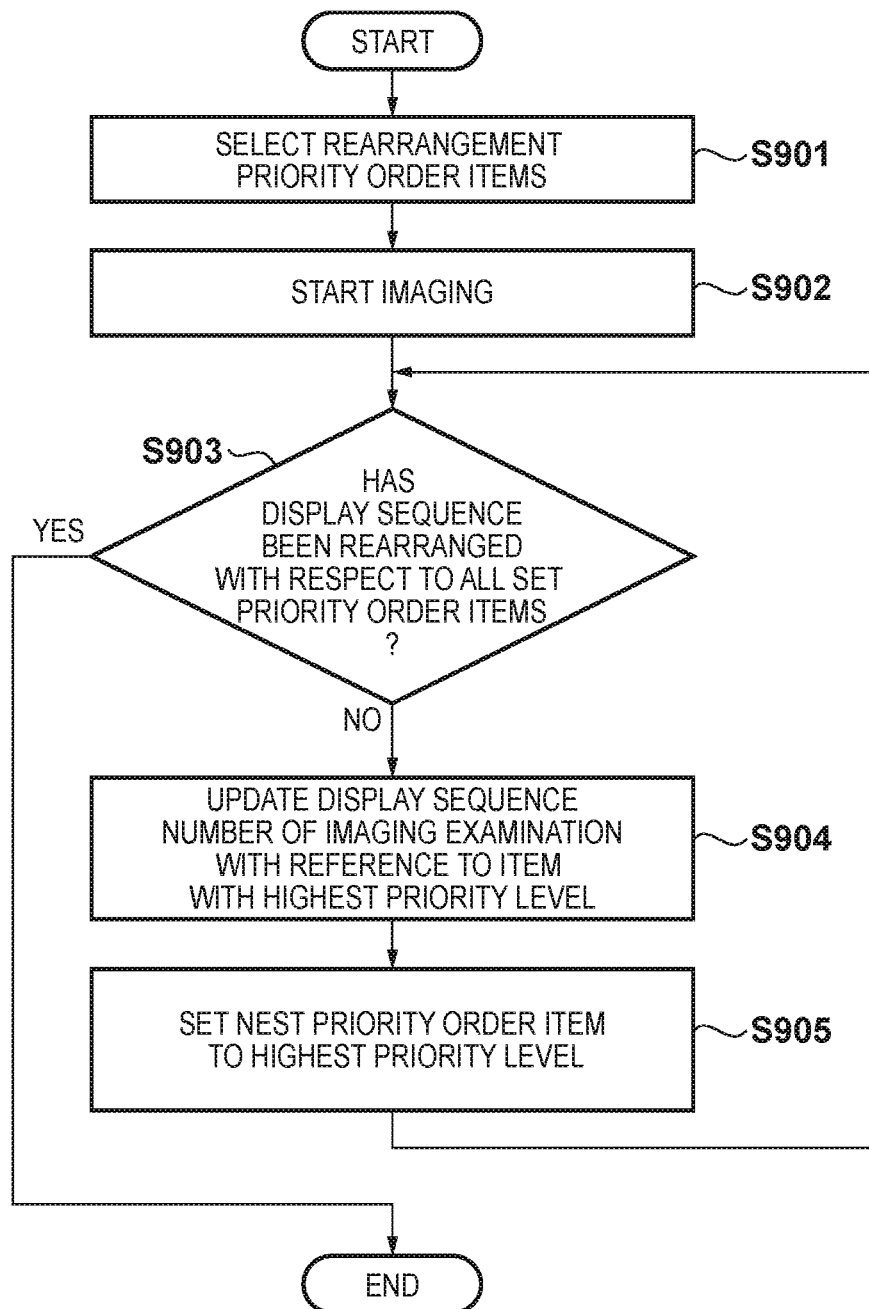 START
SELECT REARRANGEMENT
PRIORITY ORDER ITEMS
S901
START IMAGING
S902
S903
HAS
DISPLAY SEQUENCE
BEEN REARRANGED
WITH RESPECT TO ALL SET
PRIORITY ORDER ITEMS
?
YES
NO
UPDATE DISPLAY SEQUENCE
NUMBER OF IMAGING EXAMINATION
WITH REFERENCE TO ITEM
WITH HIGHEST PRIORITY LEVEL
S904
SET NEST PRIORITY ORDER ITEM
TO HIGHEST PRIORITY LEVEL
S905
END